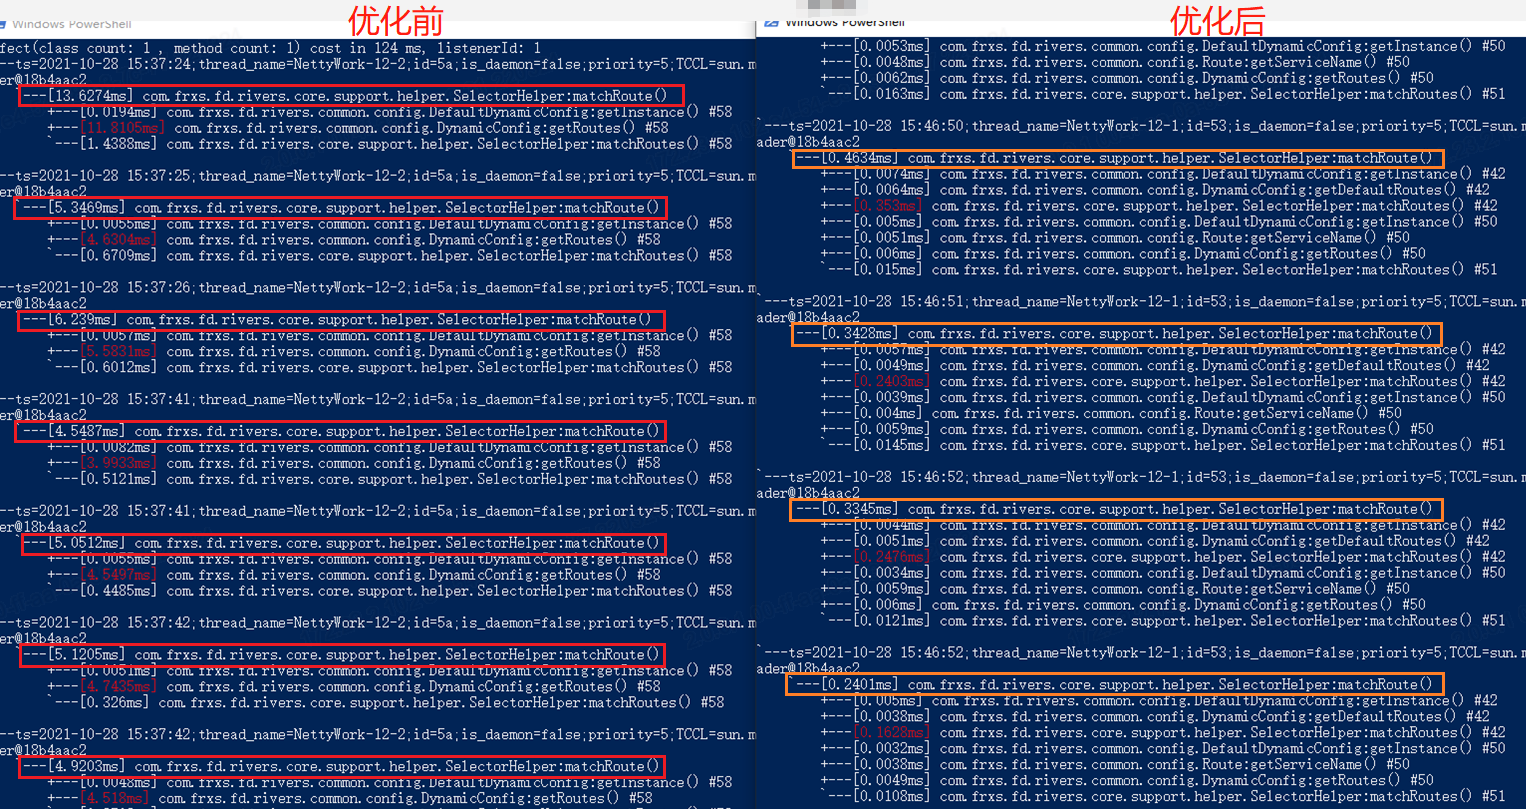 优化前
Windows PowerShell
fect(class count: 1 , method count: 1) cost in 124 ms, listenerId: 1
---ts=2021-10-28 15:37:24;thread_name=NettyWork-12-2;id=5a;is_daemon=false;priority=5;TCCL=sun.m
ader@18b4aac2
`---[13.6274ms] com.frxs.fd.rivers.core.support.helper.SelectorHelper:matchRoute()
+---[0.0194ms] com.frxs.fd.rivers.common.config.DefaultDynamicConfig:getInstance() #58
+---[11.8105ms] com.frxs.fd.rivers.common.config.DynamicConfig:getRoutes() #58
`---[1.4388ms] com.frxs.fd.rivers.core.support.helper.SelectorHelper:matchRoutes() #58
---ts=2021-10-28 15:37:25;thread_name=NettyWork-12-2;id=5a;is_daemon=false;priority=5;TCCL=sun.m
ader@18b4aac2
`---[5.3469ms] com.frxs.fd.rivers.core.support.helper.SelectorHelper:matchRoute()
+---[0.0055ms] com.frxs.fd.rivers.common.config.DefaultDynamicConfig:getInstance() #58
+---[4.6304ms] com.frxs.fd.rivers.common.config.DynamicConfig:getRoutes() #58
`---[0.6709ms] com.frxs.fd.rivers.core.support.helper.SelectorHelper:matchRoutes() #58
---ts=2021-10-28 15:37:26;thread_name=NettyWork-12-2;id=5a;is_daemon=false;priority=5;TCCL=sun.m
ader@18b4aac2
`---[6.239ms] com.frxs.fd.rivers.core.support.helper.SelectorHelper:matchRoute()
+---[0.0057ms] com.frxs.fd.rivers.common.config.DefaultDynamicConfig:getInstance() #58
+---[5.5831ms] com.frxs.fd.rivers.common.config.DynamicConfig:getRoutes() #58
`---[0.6012ms] com.frxs.fd.rivers.core.support.helper.SelectorHelper:matchRoutes() #58
---ts=2021-10-28 15:37:41;thread_name=NettyWork-12-2;id=5a;is_daemon=false;priority=5;TCCL=sun.m
ader@18b4aac2
`---[4.5487ms] com.frxs.fd.rivers.core.support.helper.SelectorHelper:matchRoute()
+---[0.0082ms] com.frxs.fd.rivers.common.config.DefaultDynamicConfig:getInstance() #58
+---[3.9933ms] com.frxs.fd.rivers.common.config.DynamicConfig:getRoutes() #58
`---[0.5121ms] com.frxs.fd.rivers.core.support.helper.SelectorHelper:matchRoutes() #58
---ts=2021-10-28 15:37:41;thread_name=NettyWork-12-2;id=5a;is_daemon=false;priority=5;TCCL=sun.m
ader@18b4aac2
`---[5.0512ms] com.frxs.fd.rivers.core.support.helper.SelectorHelper:matchRoute()
+---[0.0055ms] com.frxs.fd.rivers.common.config.DefaultDynamicConfig:getInstance() #58
+---[4.5497ms] com.frxs.fd.rivers.common.config.DynamicConfig:getRoutes() #58
`---[0.4485ms] com.frxs.fd.rivers.core.support.helper.SelectorHelper:matchRoutes() #58
---ts=2021-10-28 15:37:42;thread_name=NettyWork-12-2;id=5a;is_daemon=false;priority=5;TCCL=sun.m
ader@18b4aac2
`---[5.1205ms] com.frxs.fd.rivers.core.support.helper.SelectorHelper:matchRoute()
+---[0.0051ms] com.frxs.fd.rivers.common.config.DefaultDynamicConfig:getInstance() #58
+---[4.7435ms] com.frxs.fd.rivers.common.config.DynamicConfig:getRoutes() #58
`---[0.326ms] com.frxs.fd.rivers.core.support.helper.SelectorHelper:matchRoutes() #58
---ts=2021-10-28 15:37:42;thread_name=NettyWork-12-2;id=5a;is_daemon=false;priority=5;TCCL=sun.m
ader@18b4aac2
`---[4.9203ms] com.frxs.fd.rivers.core.support.helper.SelectorHelper:matchRoute()
+---[0.0048ms] com.frxs.fd.rivers.common.config.DefaultDynamicConfig:getInstance() #58
+---[4.518ms] com.frxs.fd.rivers.common.config.DynamicConfig:getRoutes() #58
优化后
Windows PowerShell
+---[0.0053ms] com.frxs.fd.rivers.common.config.DefaultDynamicConfig:getInstance() #50
+---[0.0048ms] com.frxs.fd.rivers.common.config.Route:getServiceName() #50
+---[0.0062ms] com.frxs.fd.rivers.common.config.DynamicConfig:getRoutes() #50
`---[0.0163ms] com.frxs.fd.rivers.core.support.helper.SelectorHelper:matchRoutes() #51
`---ts=2021-10-28 15:46:50;thread_name=NettyWork-12-1;id=53;is_daemon=false;priority=5;TCCL=sun.m
ader@18b4aac2
`---[0.4634ms] com.frxs.fd.rivers.core.support.helper.SelectorHelper:matchRoute()
+---[0.0074ms] com.frxs.fd.rivers.common.config.DefaultDynamicConfig:getInstance() #42
+---[0.0064ms] com.frxs.fd.rivers.common.config.DynamicConfig:getDefaultRoutes() #42
+---[0.353ms] com.frxs.fd.rivers.core.support.helper.SelectorHelper:matchRoutes() #42
+---[0.005ms] com.frxs.fd.rivers.common.config.DefaultDynamicConfig:getInstance() #50
+---[0.0051ms] com.frxs.fd.rivers.common.config.Route:getServiceName() #50
+---[0.006ms] com.frxs.fd.rivers.common.config.DynamicConfig:getRoutes() #50
`---[0.015ms] com.frxs.fd.rivers.core.support.helper.SelectorHelper:matchRoutes() #51
`---ts=2021-10-28 15:46:51;thread_name=NettyWork-12-1;id=53;is_daemon=false;priority=5;TCCL=sun.m
ader@18b4aac2
`---[0.3428ms] com.frxs.fd.rivers.core.support.helper.SelectorHelper:matchRoute()
+---[0.0057ms] com.frxs.fd.rivers.common.config.DefaultDynamicConfig:getInstance() #42
+---[0.0049ms] com.frxs.fd.rivers.common.config.DynamicConfig:getDefaultRoutes() #42
+---[0.2403ms] com.frxs.fd.rivers.core.support.helper.SelectorHelper:matchRoutes() #42
+---[0.0039ms] com.frxs.fd.rivers.common.config.DefaultDynamicConfig:getInstance() #50
+---[0.004ms] com.frxs.fd.rivers.common.config.Route:getServiceName() #50
+---[0.0059ms] com.frxs.fd.rivers.common.config.DynamicConfig:getRoutes() #50
`---[0.0145ms] com.frxs.fd.rivers.core.support.helper.SelectorHelper:matchRoutes() #51
`---ts=2021-10-28 15:46:52;thread_name=NettyWork-12-1;id=53;is_daemon=false;priority=5;TCCL=sun.m
ader@18b4aac2
`---[0.3345ms] com.frxs.fd.rivers.core.support.helper.SelectorHelper:matchRoute()
+---[0.0044ms] com.frxs.fd.rivers.common.config.DefaultDynamicConfig:getInstance() #42
+---[0.0051ms] com.frxs.fd.rivers.common.config.DynamicConfig:getDefaultRoutes() #42
+---[0.2476ms] com.frxs.fd.rivers.core.support.helper.SelectorHelper:matchRoutes() #42
+---[0.0034ms] com.frxs.fd.rivers.common.config.DefaultDynamicConfig:getInstance() #50
+---[0.0059ms] com.frxs.fd.rivers.common.config.Route:getServiceName() #50
+---[0.006ms] com.frxs.fd.rivers.common.config.DynamicConfig:getRoutes() #50
`---[0.0121ms] com.frxs.fd.rivers.core.support.helper.SelectorHelper:matchRoutes() #51
`---ts=2021-10-28 15:46:52;thread_name=NettyWork-12-1;id=53;is_daemon=false;priority=5;TCCL=sun.m
ader@18b4aac2
`---[0.2401ms] com.frxs.fd.rivers.core.support.helper.SelectorHelper:matchRoute()
+---[0.005ms] com.frxs.fd.rivers.common.config.DefaultDynamicConfig:getInstance() #42
+---[0.0038ms] com.frxs.fd.rivers.common.config.DynamicConfig:getDefaultRoutes() #42
+---[0.1628ms] com.frxs.fd.rivers.core.support.helper.SelectorHelper:matchRoutes() #42
+---[0.0032ms] com.frxs.fd.rivers.common.config.DefaultDynamicConfig:getInstance() #50
+---[0.0038ms] com.frxs.fd.rivers.common.config.Route:getServiceName() #50
+---[0.0049ms] com.frxs.fd.rivers.common.config.DynamicConfig:getRoutes() #50
`---[0.0108ms] com.frxs.fd.rivers.core.support.helper.SelectorHelper:matchRoutes() #51